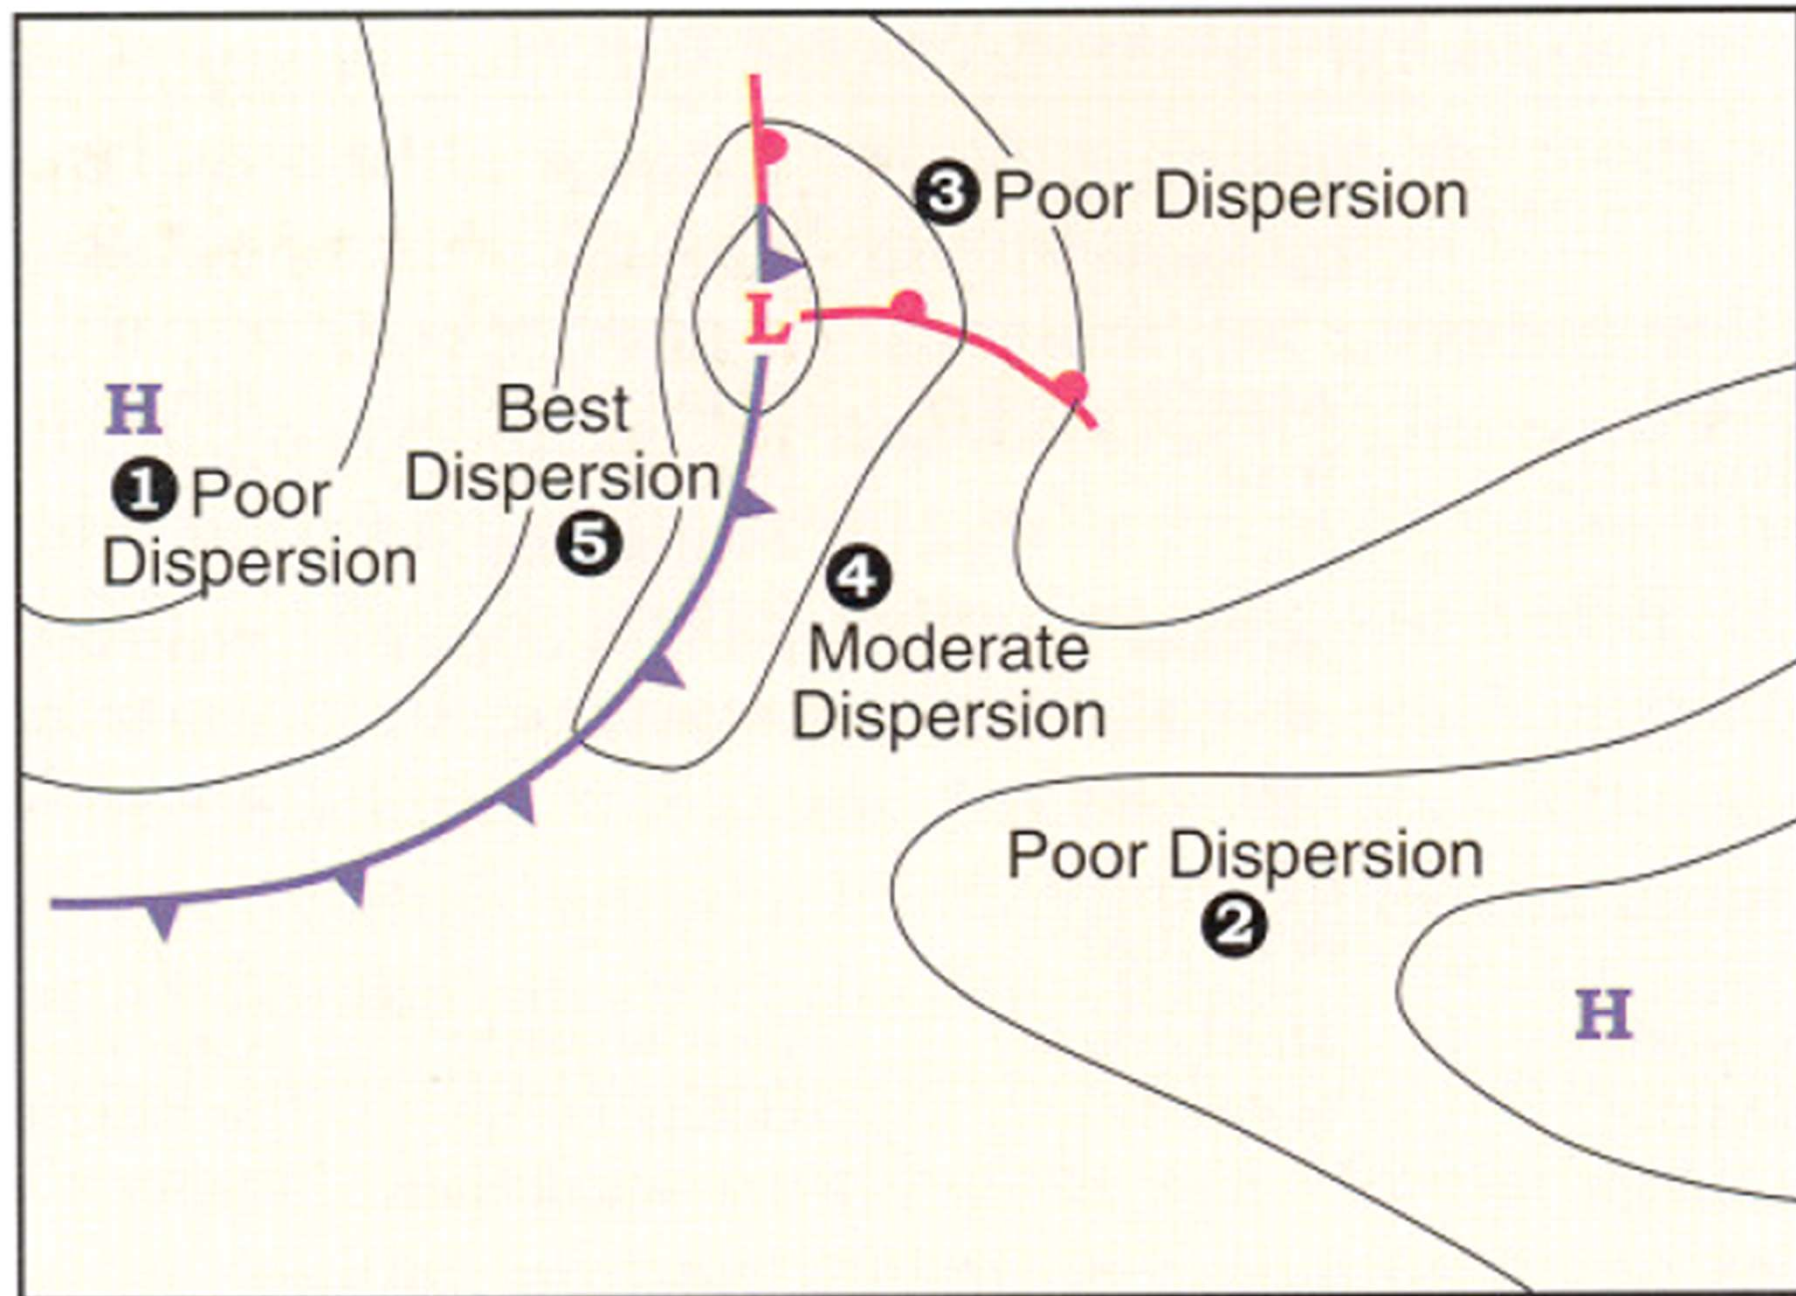 3 Poor Dispersion
L
H
Best
Dispersion
5
1 Poor
Dispersion
4
Moderate
Dispersion
Poor Dispersion
2
H